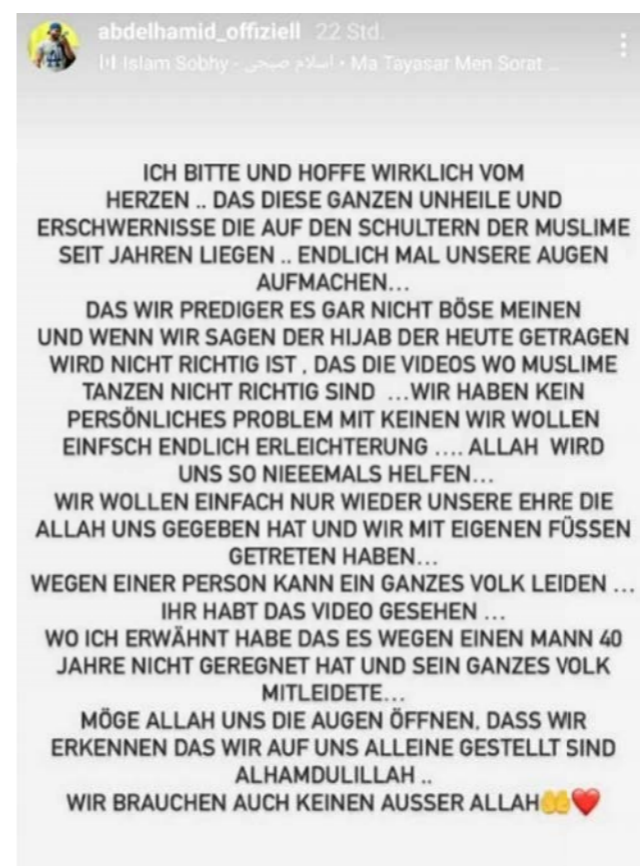 abdelhamid_offiziell 22 Std.
Islam Sobhy - إسلام صبحي • Ma Tayasar Men Sorat ...
ICH BITTE UND HOFFE WIRKLICH VOM
HERZEN .. DAS DIESE GANZEN UNHEILE UND
ERSCHWERNISSE DIE AUF DEN SCHULTERN DER MUSLIME
SEIT JAHREN LIEGEN .. ENDLICH MAL UNSERE AUGEN
AUFMACHEN...
DAS WIR PREDIGER ES GAR NICHT BÖSE MEINEN
UND WENN WIR SAGEN DER HIJAB DER HEUTE GETRAGEN
WIRD NICHT RICHTIG IST , DAS DIE VIDEOS WO MUSLIME
TANZEN NICHT RICHTIG SIND ...WIR HABEN KEIN
PERSÖNLICHES PROBLEM MIT KEINEN WIR WOLLEN
EINFSCH ENDLICH ERLEICHTERUNG .... ALLAH WIRD
UNS SO NIEEEMALS HELFEN...
WIR WOLLEN EINFACH NUR WIEDER UNSERE EHRE DIE
ALLAH UNS GEGEBEN HAT UND WIR MIT EIGENEN FÜSSEN
GETRETEN HABEN...
WEGEN EINER PERSON KANN EIN GANZES VOLK LEIDEN ...
IHR HABT DAS VIDEO GESEHEN ...
WO ICH ERWÄHNT HABE DAS ES WEGEN EINEN MANN 40
JAHRE NICHT GEREGNET HAT UND SEIN GANZES VOLK
MITLEIDETE...
MÖGE ALLAH UNS DIE AUGEN ÖFFNEN, DASS WIR
ERKENNEN DAS WIR AUF UNS ALLEINE GESTELLT SIND
ALHAMDULILLAH ..
WIR BRAUCHEN AUCH KEINEN AUSSER ALLAH🤲❤️